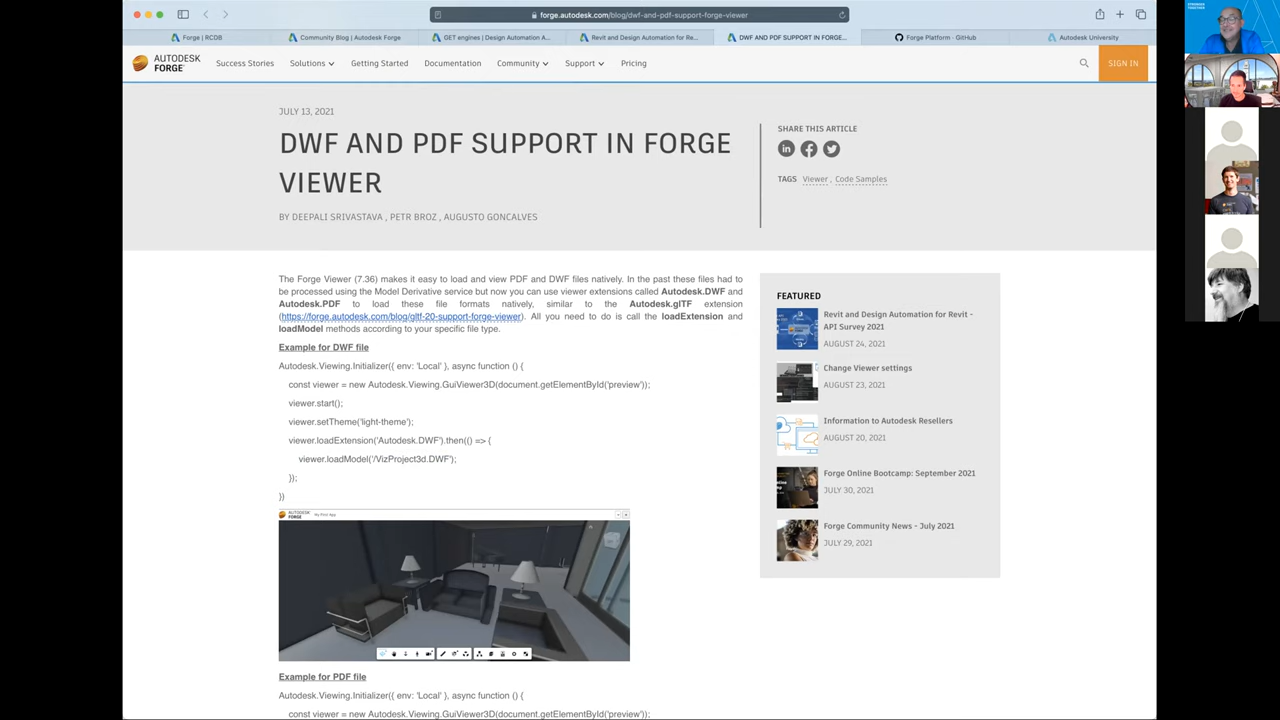 forge.autodesk.com/blog/dwf-and-pdf-support-forge-viewer
Forge | RCDB
Community Blog | Autodesk Forge
GET engines | Design Automation A...
Revit and Design Automation for Re...
DWF AND PDF SUPPORT IN FORGE...
Forge Platform · GitHub
Autodesk University
AUTODESK
FORGE
Success Stories
Solutions
Getting Started
Documentation
Community
Support
Pricing
SIGN IN
JULY 13, 2021
DWF AND PDF SUPPORT IN FORGE
VIEWER
BY DEEPALI SRIVASTAVA , PETR BROZ , AUGUSTO GONCALVES
SHARE THIS ARTICLE
TAGS Viewer , Code Samples
The Forge Viewer (7.36) makes it easy to load and view PDF and DWF files natively. In the past these files had to
be processed using the Model Derivative service but now you can use viewer extensions called Autodesk.DWF and
Autodesk.PDF to load these file formats natively, similar to the Autodesk.glTF extension
(https://forge.autodesk.com/blog/gltf-20-support-forge-viewer). All you need to do is call the loadExtension and
loadModel methods according to your specific file type.
Example for DWF file
Autodesk.Viewing.Initializer({ env: 'Local' }, async function () {
const viewer = new Autodesk.Viewing.GuiViewer3D(document.getElementById('preview'));
viewer.start();
viewer.setTheme('light-theme');
viewer.loadExtension('Autodesk.DWF').then(() => {
viewer.loadModel('/VizProject3d.DWF');
});
})
AUTODESK
FORGE
Example for PDF file
Autodesk.Viewing.Initializer({ env: 'Local' }, async function () {
const viewer = new Autodesk.Viewing.GuiViewer3D(document.getElementById('preview'));
FEATURED
Revit and Design Automation for Revit -
API Survey 2021
AUGUST 24, 2021
Change Viewer settings
AUGUST 23, 2021
Information to Autodesk Resellers
AUGUST 20, 2021
Forge Online Bootcamp: September 2021
JULY 30, 2021
Forge Community News - July 2021
JULY 29, 2021